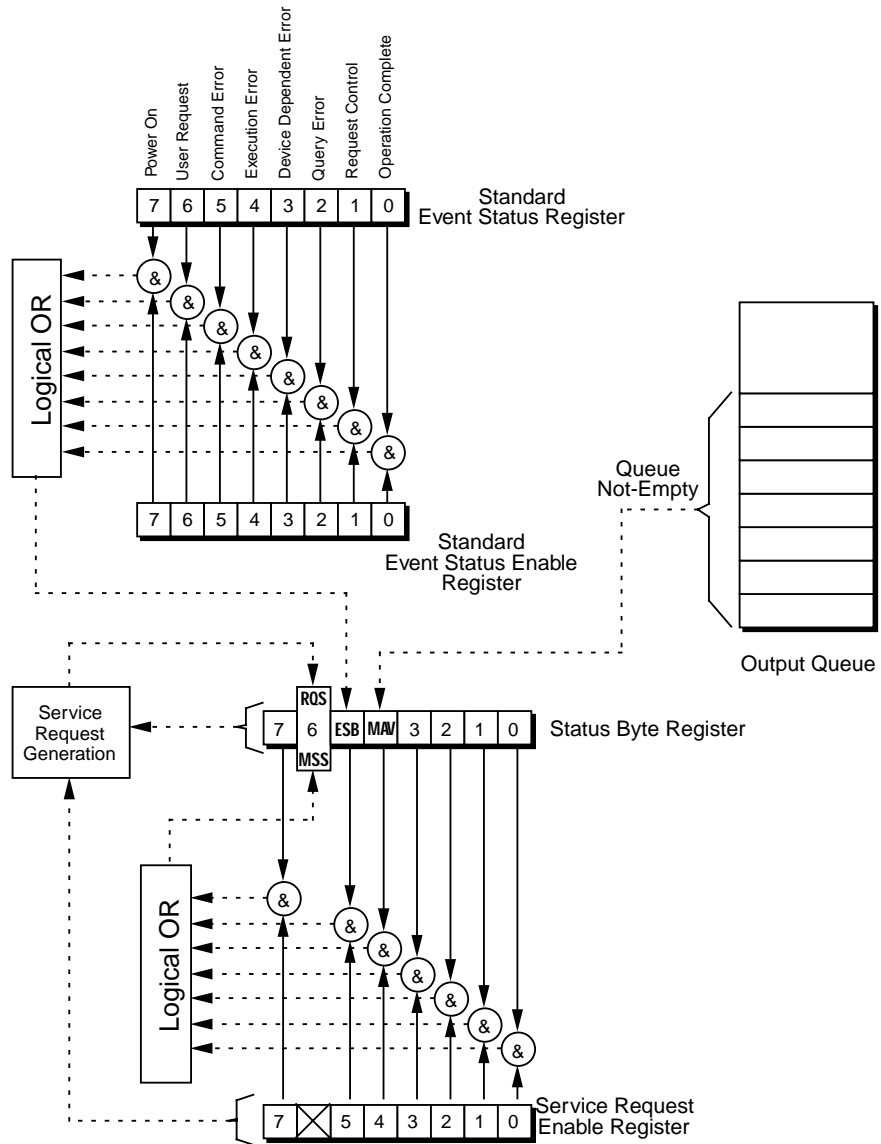 Power On
User Request
Command Error
Execution Error
Device Dependent Error
Query Error
Request Control
Operation Complete
7 6 5 4 3 2 1 0
Standard
Event Status Register
Logical OR
&
&
&
&
&
&
&
&
7 6 5 4 3 2 1 0
Standard
Event Status Enable
Register
Queue
Not-Empty
Output Queue
Service
Request
Generation
RQS
7 6 ESB MAV 3 2 1 0
MSS
Status Byte Register
Logical OR
&
&
&
&
&
&
&
7 5 4 3 2 1 0
Service Request
Enable Register